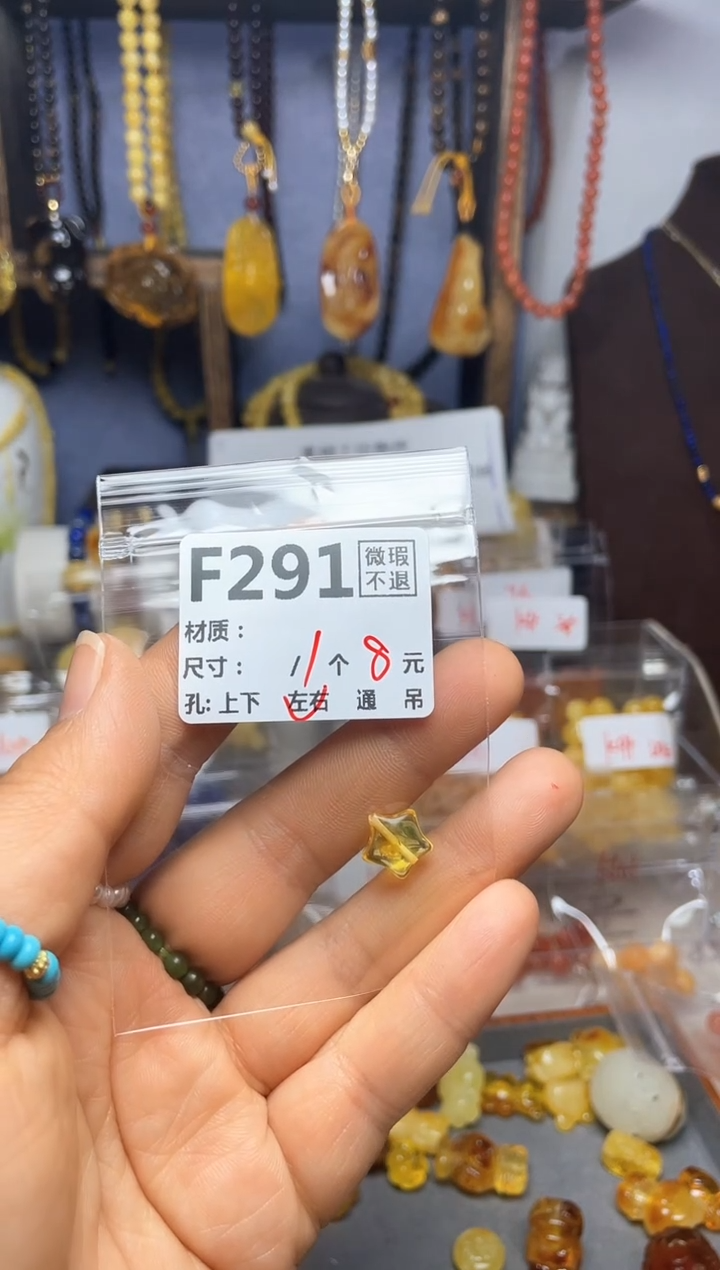 F291 微瑕
不退
材质：
尺寸： /1个 8元
孔: 上下 左右 通 吊